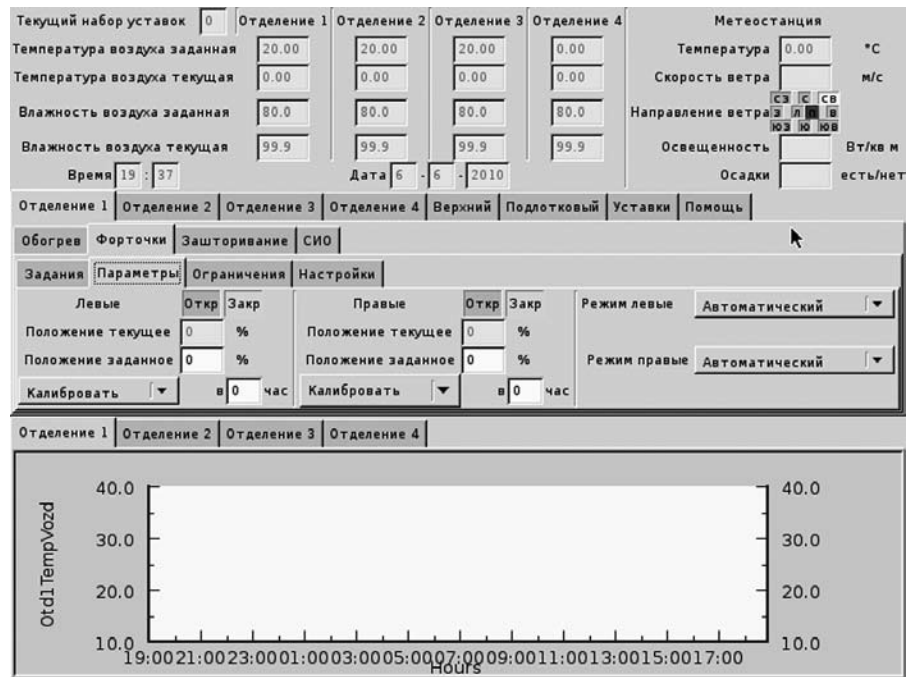 Текущий набор уставок 0 Отделение 1 Отделение 2 Отделение 3 Отделение 4 Метеостанция
Температура воздуха заданная 20.00 20.00 20.00 20.00 Температура 0.00 °C
Температура воздуха текущая 0.00 0.00 0.00 0.00 Скорость ветра м/с
Влажность воздуха заданная 80.0 80.0 80.0 80.0 Направление ветра СЗ С СВ
З Л П В
ЮЗ Ю ЮВ
Влажность воздуха текущая 99.9 99.9 99.9 99.9 Освещенность Вт/кв м
Время 19 : 37 Дата 6 - 6 - 2010 Осадки есть/нет
Отделение 1 Отделение 2 Отделение 3 Отделение 4 Верхний Подлотковый Уставки Помощь
Обогрев Форточки Зашторивание СИО
Задания Параметры Ограничения Настройки
Левые Откр Закр Правые Откр Закр Режим левые Автоматический
Положение текущее 0 % Положение текущее 0 %
Положение заданное 0 % Положение заданное 0 % Режим правые Автоматический
Калибровать в 0 час Калибровать в 0 час
Отделение 1 Отделение 2 Отделение 3 Отделение 4
40.0 40.0
30.0 30.0
20.0 20.0
10.0 10.0
Otd1TempVozd
19:00 21:00 23:00 01:00 03:00 05:00 07:00 09:00 11:00 13:00 15:00 17:00
Hours